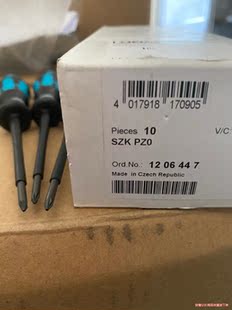 4 017918 170905
Pieces 10 V/C
SZK PZ0
Ord No.: 12 06 44 7
Made in Czech Republic